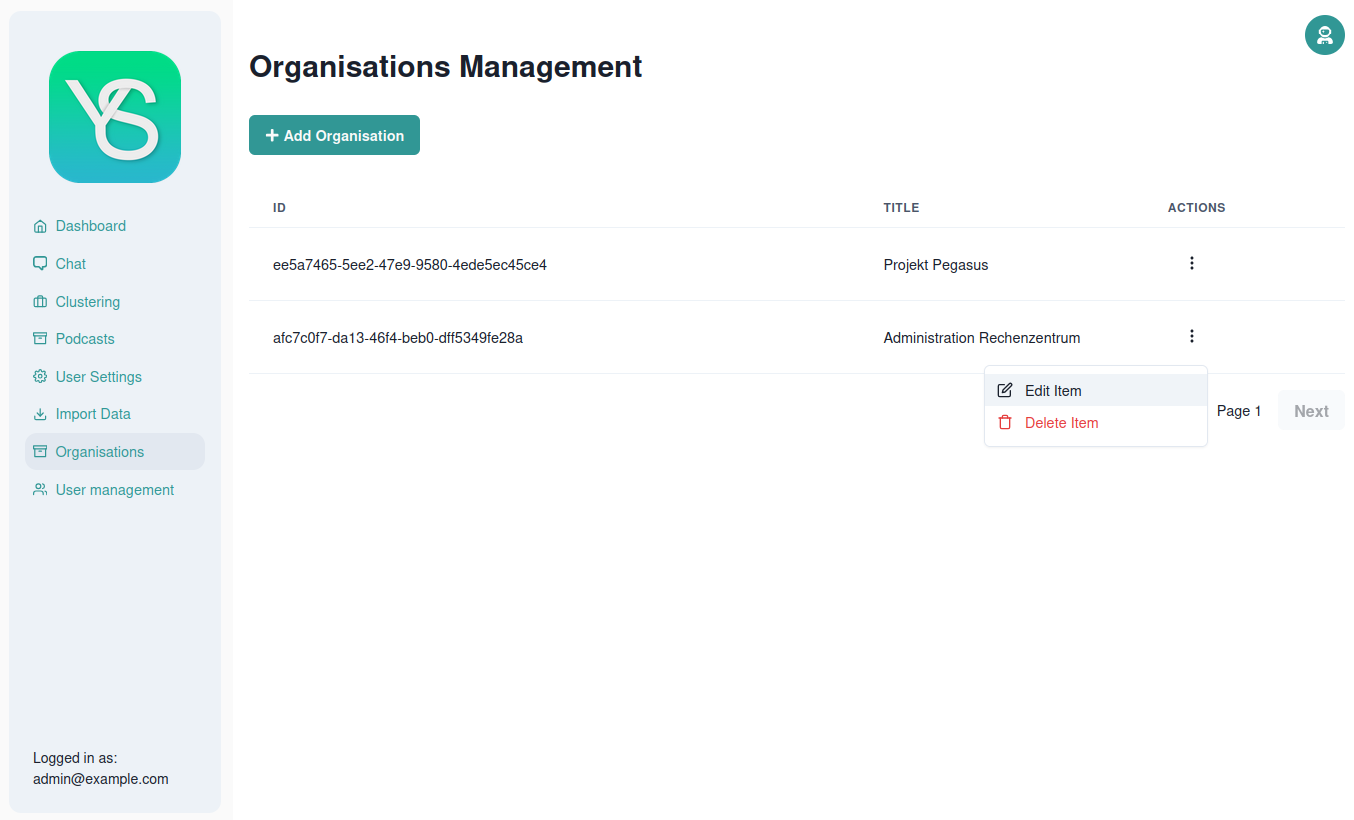 YS
Organisations Management
Add Organisation
ID TITLE ACTIONS
ee5a7465-5ee2-47e9-9580-4ede5ec45ce4 Projekt Pegasus
afc7c0f7-da13-46f4-beb0-dff5349fe28a Administration Rechenzentrum
Edit Item
Delete Item
Page 1 Next
Dashboard
Chat
Clustering
Podcasts
User Settings
Import Data
Organisations
User management
Logged in as:
admin@example.com